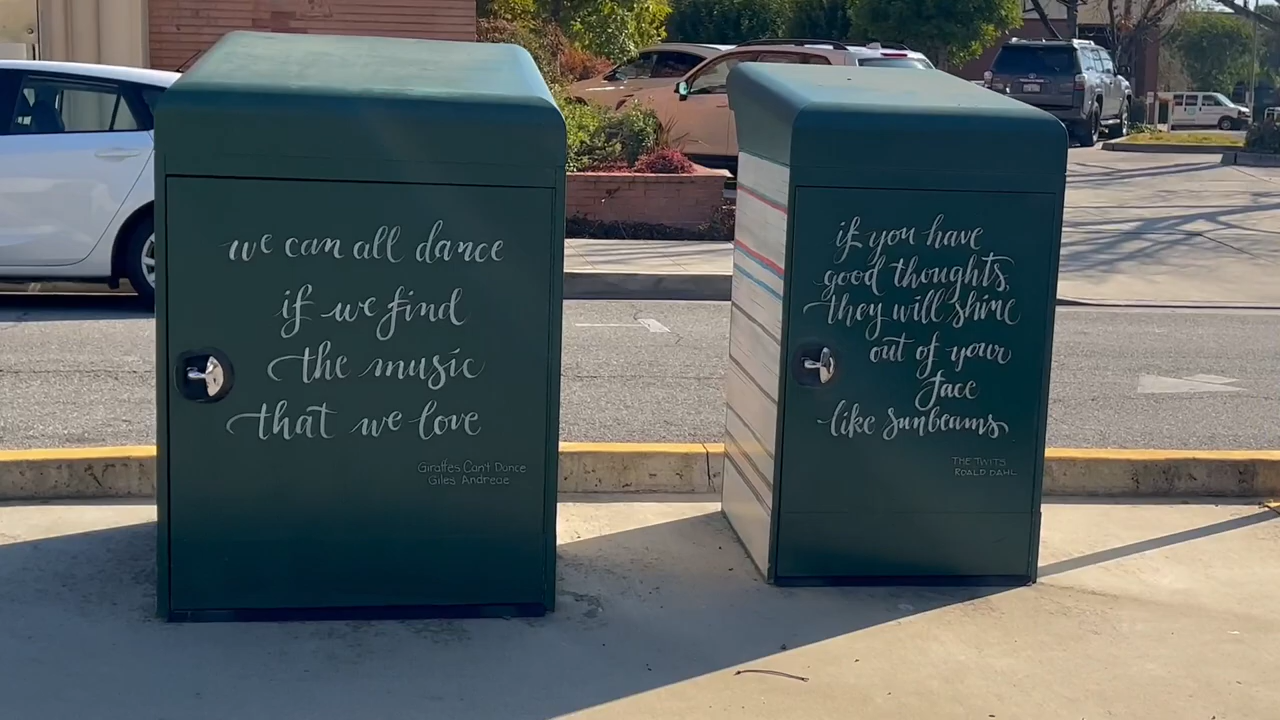 we can all dance
if we find
the music
that we love
Giraffes Can't Dance
Giles Andreae
if you have
good thoughts,
they will shine
out of your
face
like sunbeams
THE TWITS
ROALD DAHL